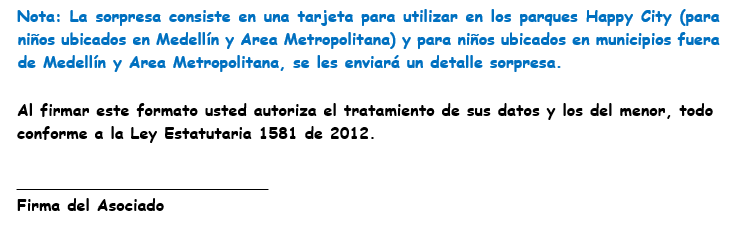 Nota: La sorpresa consiste en una tarjeta para utilizar en los parques Happy City (para
niños ubicados en Medellín y Area Metropolitana) y para niños ubicados en municipios fuera
de Medellín y Area Metropolitana, se les enviará un detalle sorpresa.
Al firmar este formato usted autoriza el tratamiento de sus datos y los del menor, todo
conforme a la Ley Estatutaria 1581 de 2012.
Firma del Asociado